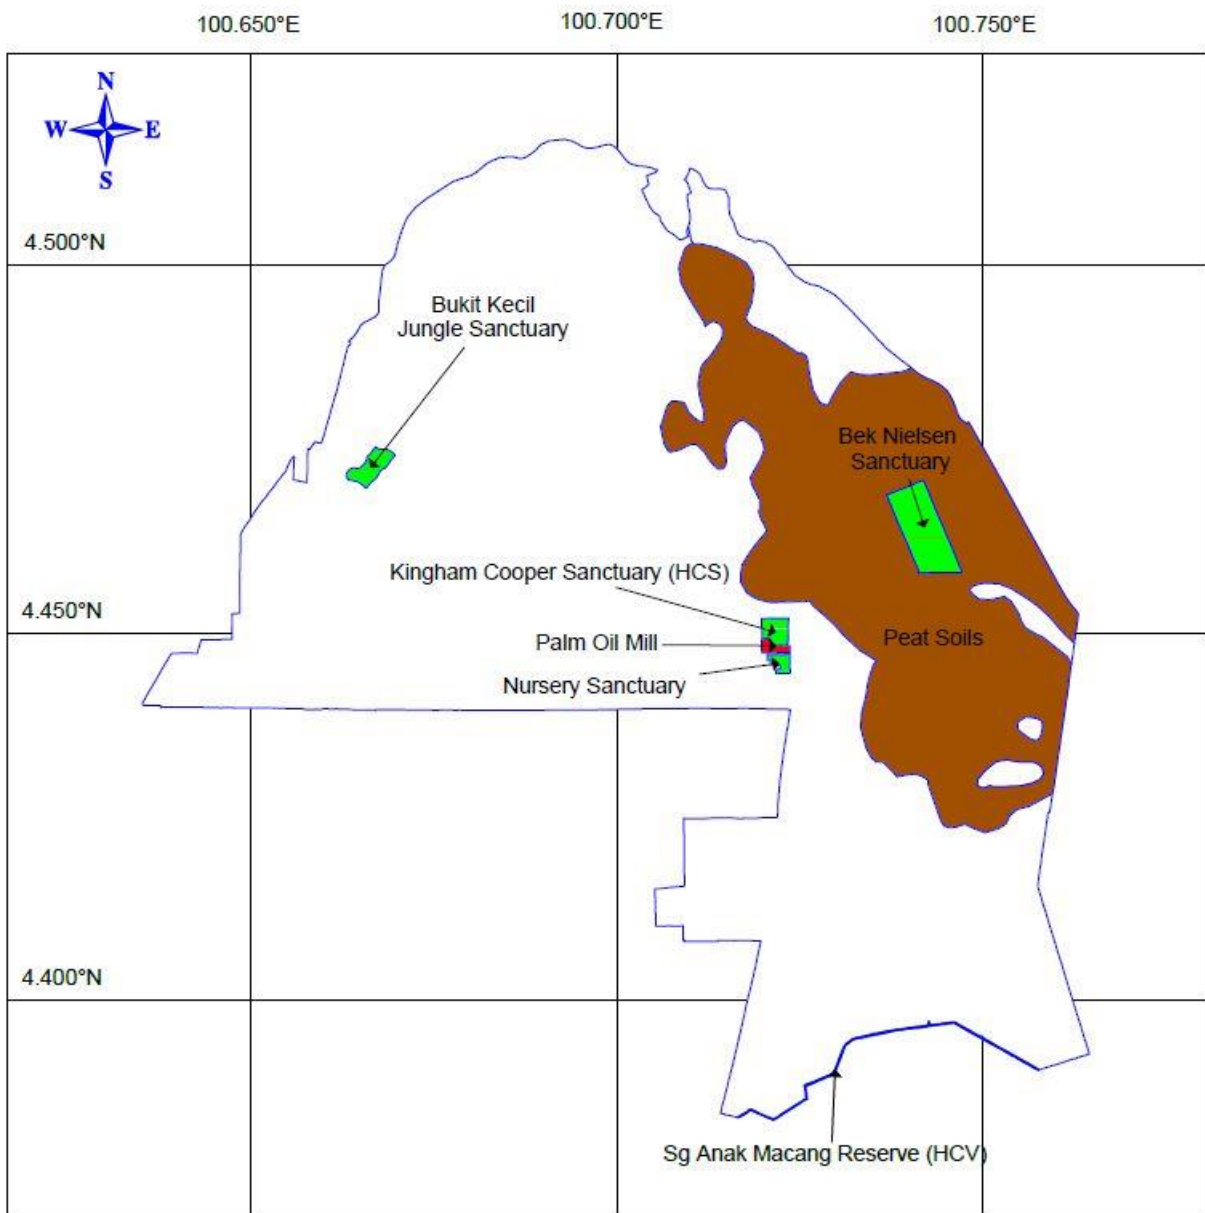 100.650°E
100.700°E
100.750°E
N
W
E
S
4.500°N
Bukit Kecil
Jungle Sanctuary
Bek Nielsen
Sanctuary
Kingham Cooper Sanctuary (HCS)
4.450°N
Palm Oil Mill
Peat Soils
Nursery Sanctuary
4.400°N
Sg Anak Macang Reserve (HCV)